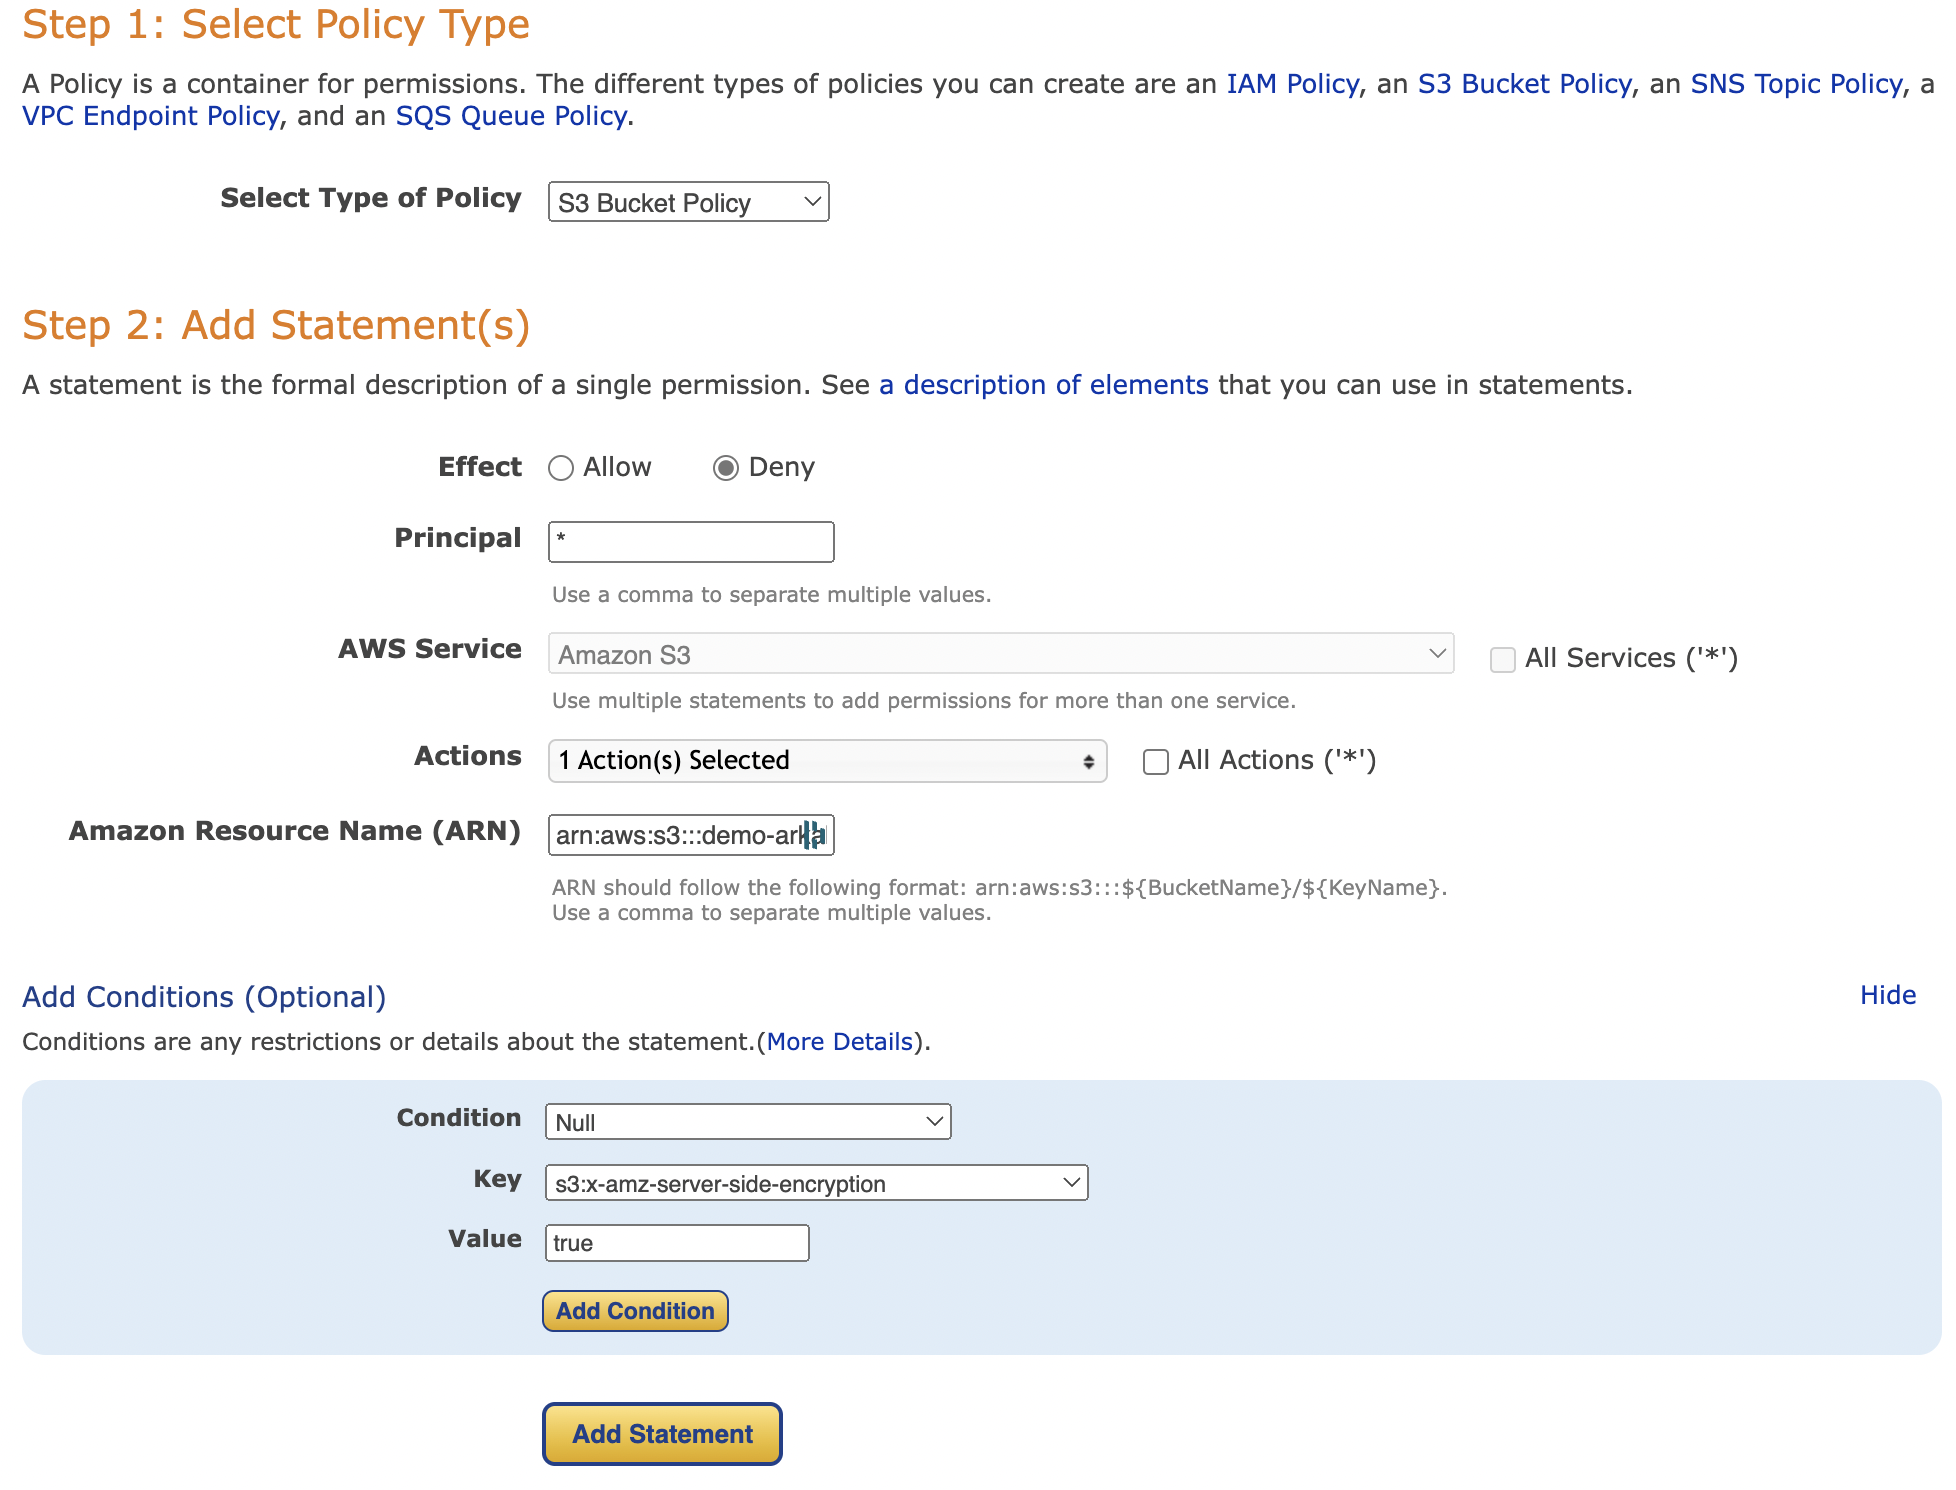 Step 1: Select Policy Type
A Policy is a container for permissions. The different types of policies you can create are an IAM Policy, an S3 Bucket Policy, an SNS Topic Policy, a
VPC Endpoint Policy, and an SQS Queue Policy.
Select Type of Policy S3 Bucket Policy
Step 2: Add Statement(s)
A statement is the formal description of a single permission. See a description of elements that you can use in statements.
Effect Allow Deny
Principal *
Use a comma to separate multiple values.
AWS Service Amazon S3 All Services ('*')
Use multiple statements to add permissions for more than one service.
Actions 1 Action(s) Selected All Actions ('*')
Amazon Resource Name (ARN) arn:aws:s3:::demo-arka
ARN should follow the following format: arn:aws:s3:::${BucketName}/${KeyName}.
Use a comma to separate multiple values.
Add Conditions (Optional) Hide
Conditions are any restrictions or details about the statement.(More Details).
Condition Null
Key s3:x-amz-server-side-encryption
Value true
Add Condition
Add Statement